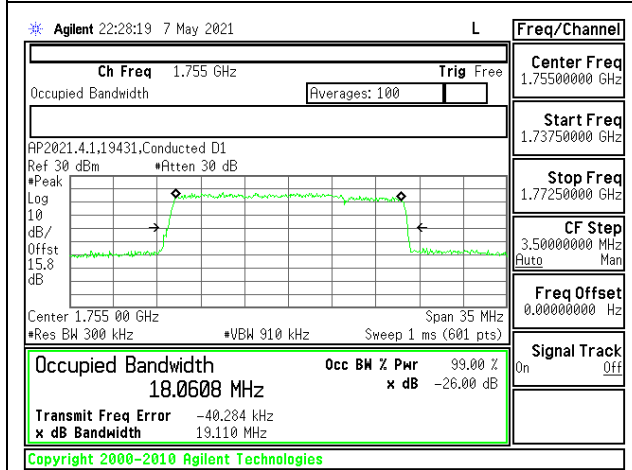 Agilent 22:28:19 7 May 2021 L
Freq/Channel
Ch Freq 1.755 GHz Trig Free
Occupied Bandwidth Averages: 100
AP2021.4.1,19431,Conducted D1
Ref 30 dBm #Atten 30 dB
#Peak
Log
10
dB/
Offst
15.8
dB
Center 1.755 00 GHz Span 35 MHz
#Res BW 300 kHz #VBW 910 kHz Sweep 1 ms (601 pts)
Occupied Bandwidth Occ BW % Pwr 99.00 %
18.0608 MHz x dB -26.00 dB
Transmit Freq Error -40.284 kHz
x dB Bandwidth 19.110 MHz
Copyright 2000-2010 Agilent Technologies
Center Freq
1.75500000 GHz
Start Freq
1.73750000 GHz
Stop Freq
1.77250000 GHz
CF Step
3.50000000 MHz
Auto Man
Freq Offset
0.00000000 Hz
Signal Track
On Off